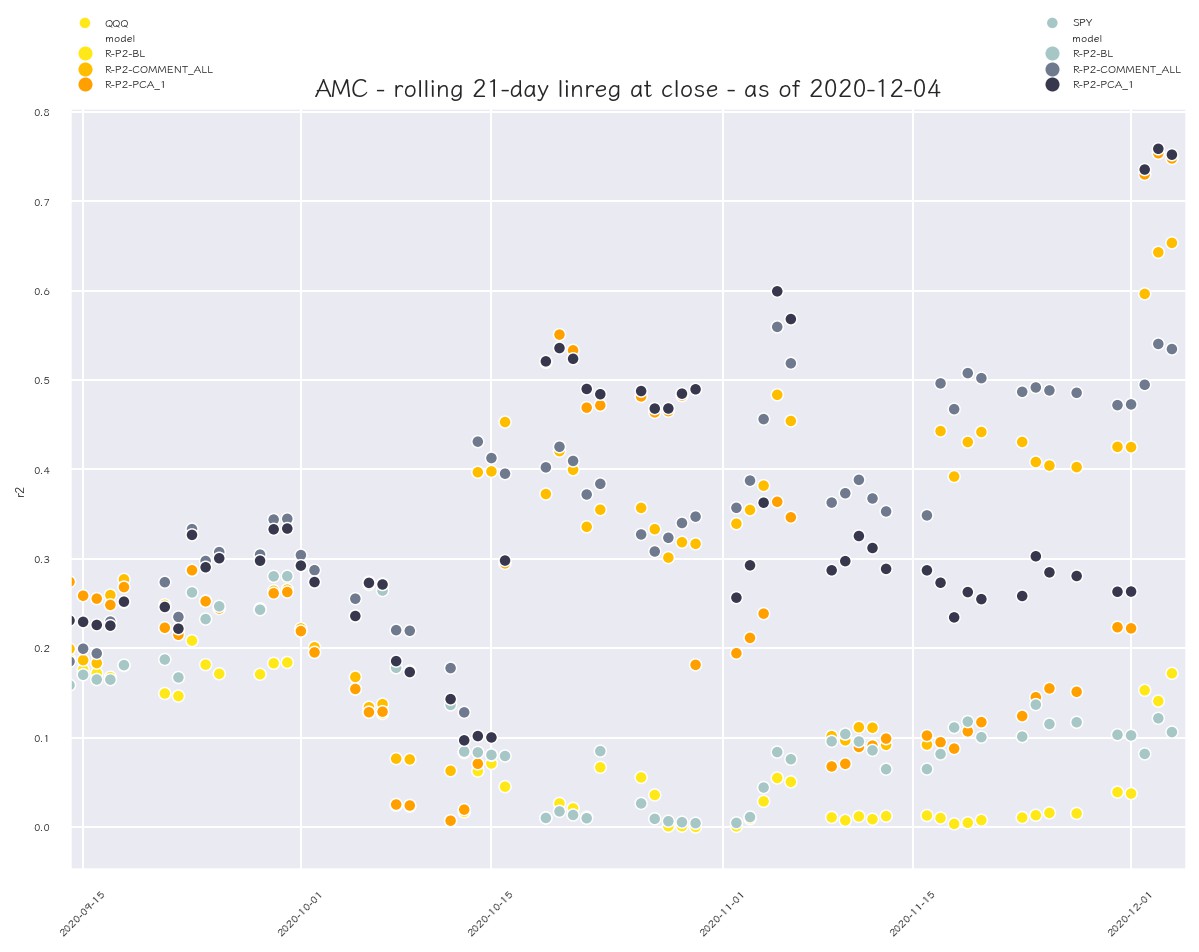 QQQ
model
R-P2-BL
R-P2-COMMENT_ALL
R-P2-PCA_1
SPY
model
R-P2-BL
R-P2-COMMENT_ALL
R-P2-PCA_1
AMC - rolling 21-day linreg at close - as of 2020-12-04
0.8
0.7
0.6
0.5
0.4
0.3
0.2
0.1
0.0
r2
2020-09-15
2020-10-01
2020-10-15
2020-11-01
2020-11-15
2020-12-01